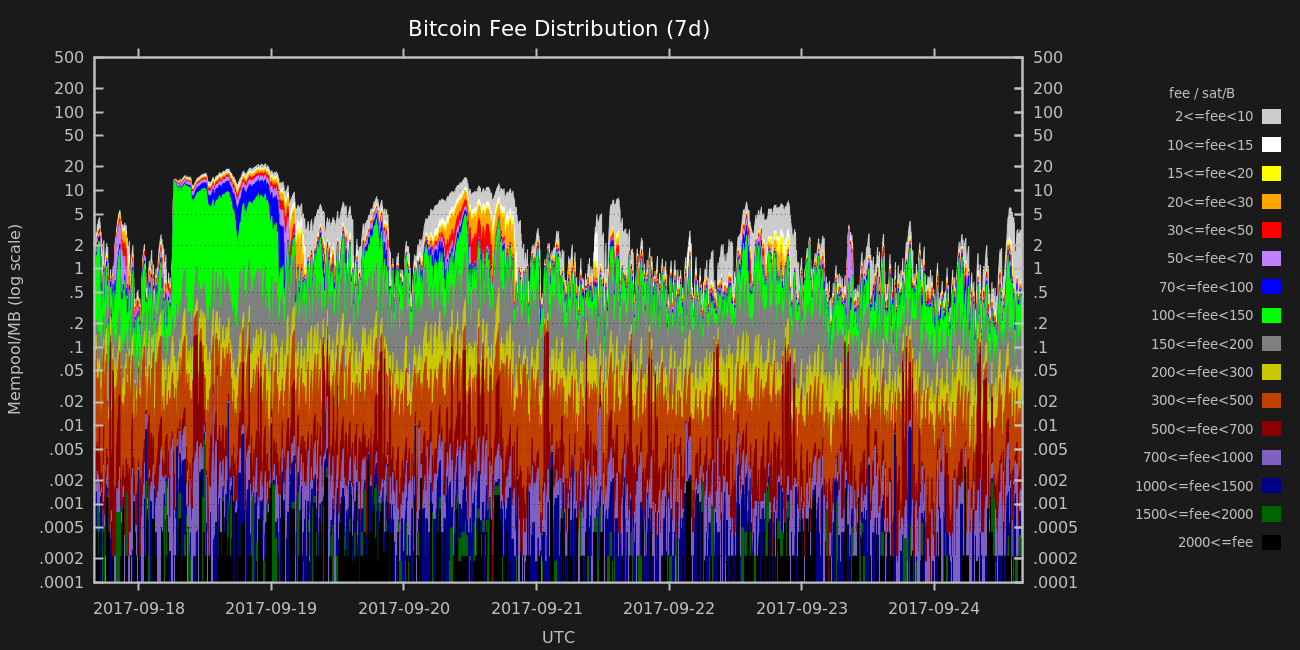 Bitcoin Fee Distribution (7d)
Mempool/MB (log scale)
500
200
100
50
20
10
5
2
1
.5
.2
.1
.05
.02
.01
.005
.002
.001
.0005
.0002
.0001
500
200
100
50
20
10
5
2
1
.5
.2
.1
.05
.02
.01
.005
.002
.001
.0005
.0002
.0001
2017-09-18 2017-09-19 2017-09-20 2017-09-21 2017-09-22 2017-09-23 2017-09-24
UTC
fee / sat/B
2<=fee<10
10<=fee<15
15<=fee<20
20<=fee<30
30<=fee<50
50<=fee<70
70<=fee<100
100<=fee<150
150<=fee<200
200<=fee<300
300<=fee<500
500<=fee<700
700<=fee<1000
1000<=fee<1500
1500<=fee<2000
2000<=fee